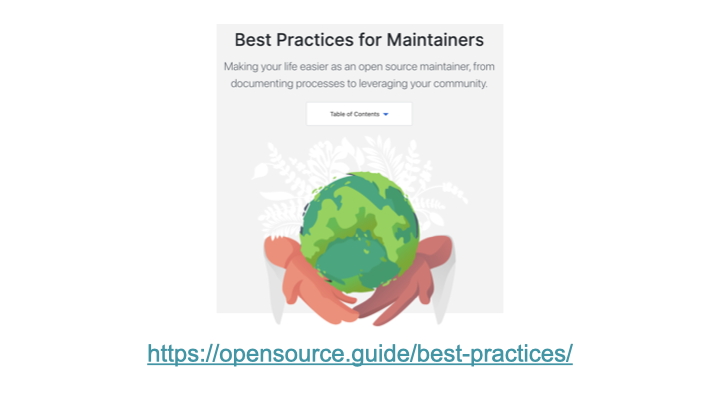 Best Practices for Maintainers
Making your life easier as an open source maintainer, from
documenting processes to leveraging your community.
Table of Contents
https://opensource.guide/best-practices/